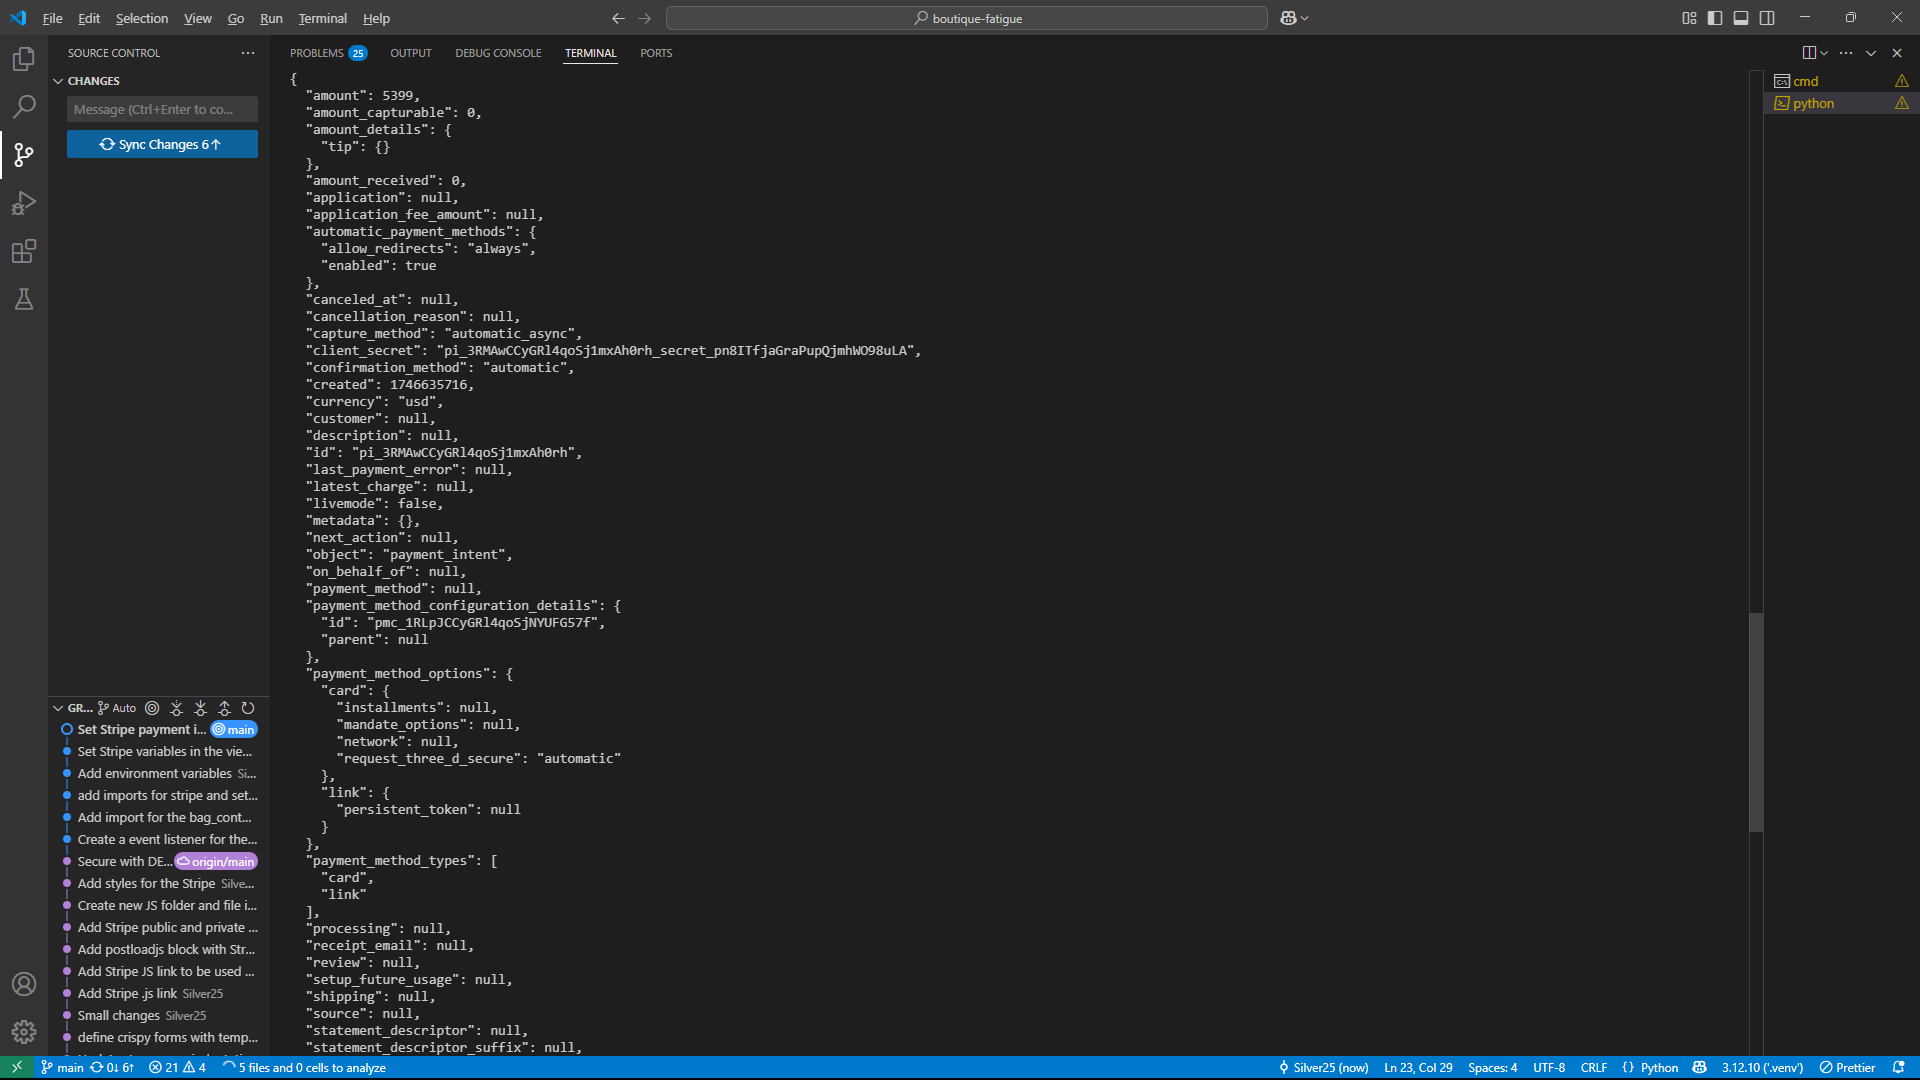 File Edit Selection View Go Run Terminal Help
boutique-fatigue
SOURCE CONTROL
CHANGES
Message (Ctrl+Enter to co...
Sync Changes 6↑
PROBLEMS 25 OUTPUT DEBUG CONSOLE TERMINAL PORTS
cmd
python
{
"amount": 5399,
"amount_capturable": 0,
"amount_details": {
"tip": {}
},
"amount_received": 0,
"application": null,
"application_fee_amount": null,
"automatic_payment_methods": {
"allow_redirects": "always",
"enabled": true
},
"canceled_at": null,
"cancellation_reason": null,
"capture_method": "automatic_async",
"client_secret": "pi_3RMAwCCyGRl4qoSj1mxAh0rh_secret_pn8ITfjaGraPupQjmhWO98uLA",
"confirmation_method": "automatic",
"created": 1746635716,
"currency": "usd",
"customer": null,
"description": null,
"id": "pi_3RMAwCCyGRl4qoSj1mxAh0rh",
"last_payment_error": null,
"latest_charge": null,
"livemode": false,
"metadata": {},
"next_action": null,
"object": "payment_intent",
"on_behalf_of": null,
"payment_method": null,
"payment_method_configuration_details": {
"id": "pmc_1RLpJCCyGRl4qoSjNYUFG57f",
"parent": null
},
"payment_method_options": {
"card": {
"installments": null,
"mandate_options": null,
"network": null,
"request_three_d_secure": "automatic"
},
"link": {
"persistent_token": null
}
},
"payment_method_types": [
"card",
"link"
],
"processing": null,
"receipt_email": null,
"review": null,
"setup_future_usage": null,
"shipping": null,
"source": null,
"statement_descriptor": null,
"statement_descriptor_suffix": null,
GR... Auto
Set Stripe payment i... main
Set Stripe variables in the vie...
Add environment variables Si...
add imports for stripe and set...
Add import for the bag_cont...
Create a event listener for the...
Secure with DE... origin/main
Add styles for the Stripe Silve...
Create new JS folder and file i...
Add Stripe public and private ...
Add postloadjs block with Str...
Add Stripe JS link to be used ...
Add Stripe .js link Silver25
Small changes Silver25
define crispy forms with temp...
main 0↓ 6↑ 21 4 5 files and 0 cells to analyze
Silver25 (now) Ln 23, Col 29 Spaces: 4 UTF-8 CRLF {} Python 3.12.10 ('.venv') Prettier